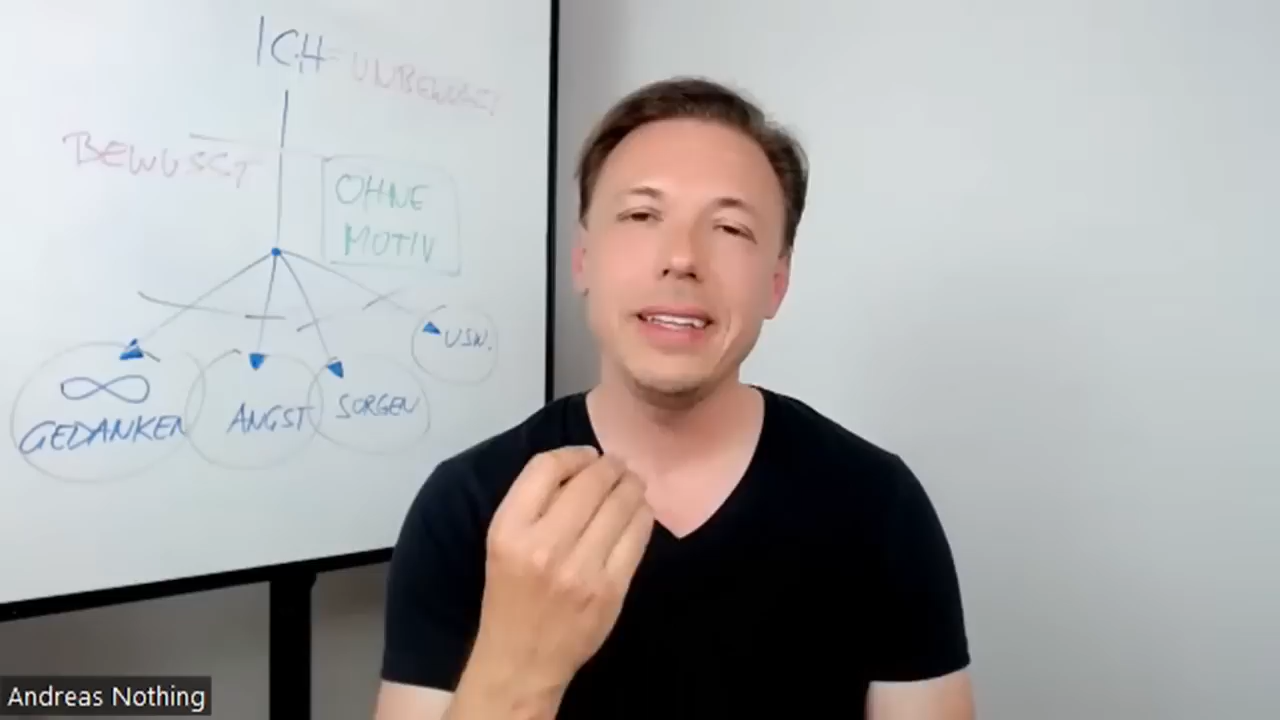 ICH = UNBEWUSST
BEWUSST
OHNE
MOTIV
USW.
GEDANKEN
ANGST
SORGEN
Andreas Nothing